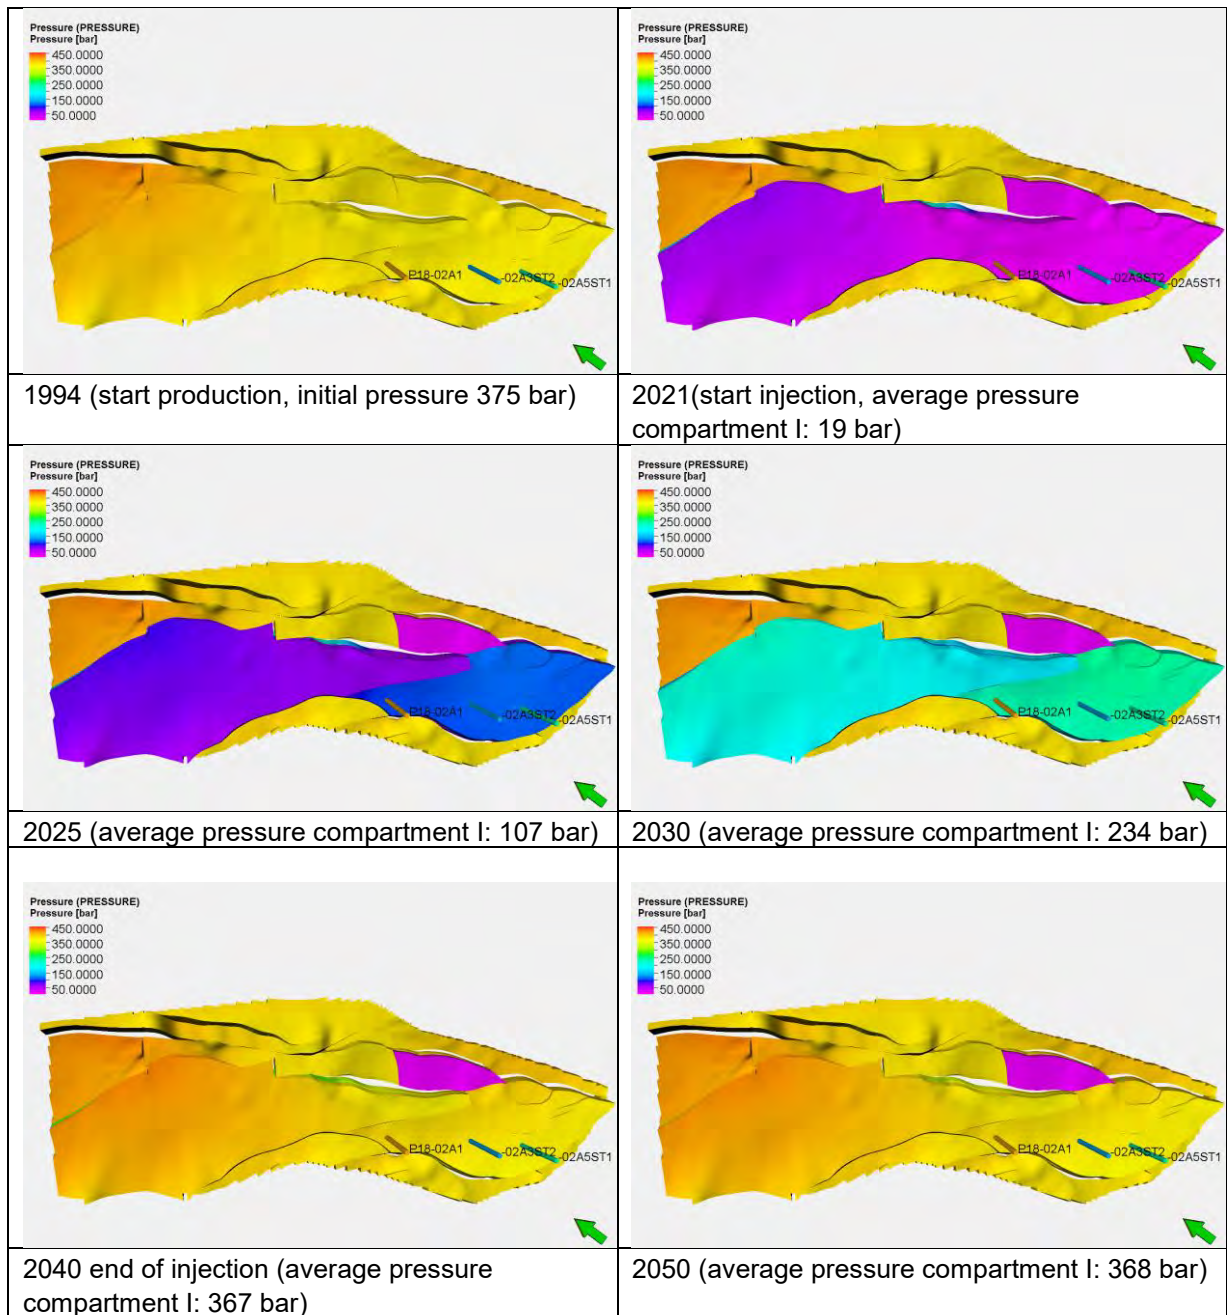 Pressure (PRESSURE)
Pressure [bar]
450.0000
350.0000
250.0000
150.0000
50.0000
P18-02A1
-02A3ST2
-02A5ST1
1994 (start production, initial pressure 375 bar)
Pressure (PRESSURE)
Pressure [bar]
450.0000
350.0000
250.0000
150.0000
50.0000
P18-02A1
-02A3ST2
-02A5ST1
2021(start injection, average pressure
compartment I: 19 bar)
Pressure (PRESSURE)
Pressure [bar]
450.0000
350.0000
250.0000
150.0000
50.0000
P18-02A1
-02A3ST2
-02A5ST1
2025 (average pressure compartment I: 107 bar)
Pressure (PRESSURE)
Pressure [bar]
450.0000
350.0000
250.0000
150.0000
50.0000
P18-02A1
-02A3ST2
-02A5ST1
2030 (average pressure compartment I: 234 bar)
Pressure (PRESSURE)
Pressure [bar]
450.0000
350.0000
250.0000
150.0000
50.0000
P18-02A1
-02A3ST2
-02A5ST1
2040 end of injection (average pressure
compartment I: 367 bar)
Pressure (PRESSURE)
Pressure [bar]
450.0000
350.0000
250.0000
150.0000
50.0000
P18-02A1
-02A3ST2
-02A5ST1
2050 (average pressure compartment I: 368 bar)